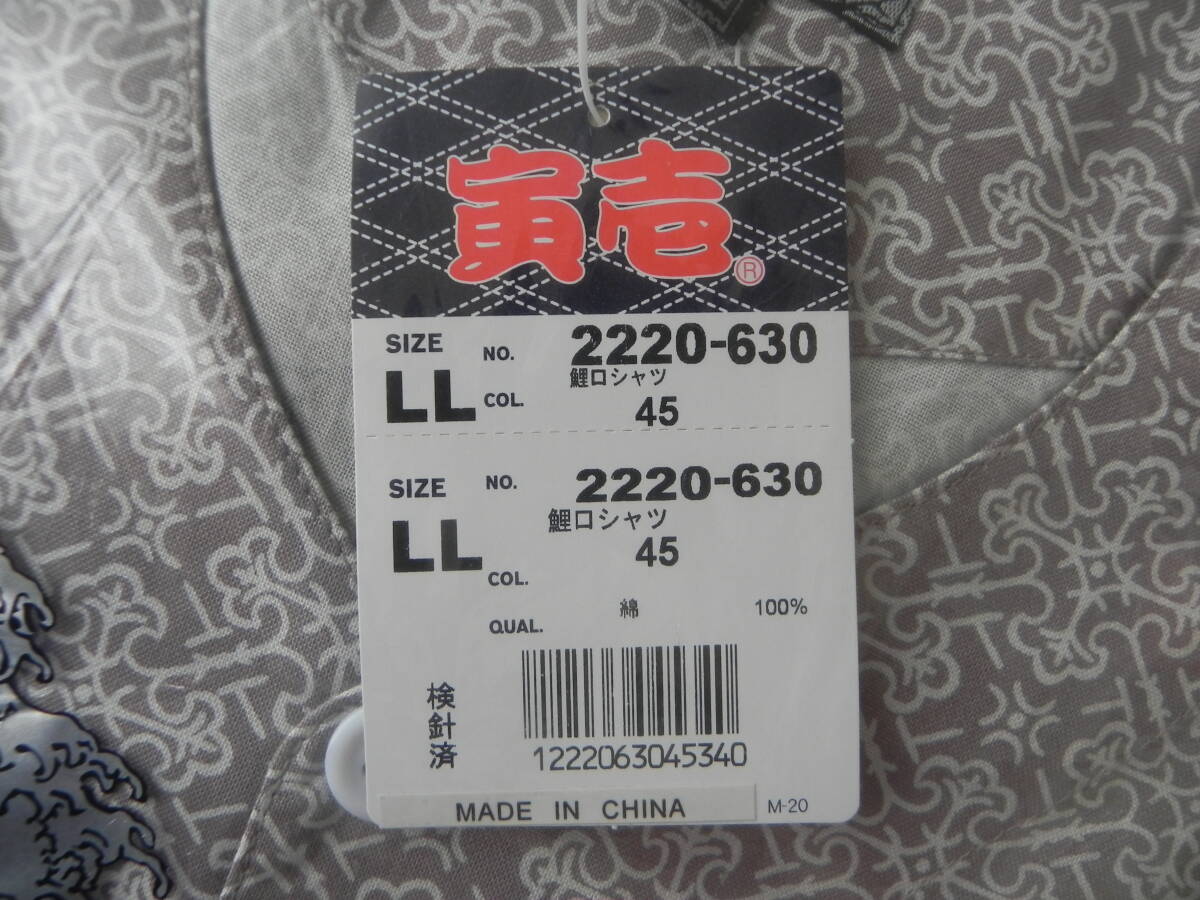 寅壱®
SIZE NO. 2220-630
鯉口シャツ
LL COL. 45
SIZE NO. 2220-630
鯉口シャツ
LL 45
COL.
綿 100%
QUAL.
検針済
1222063045340
MADE IN CHINA M-20